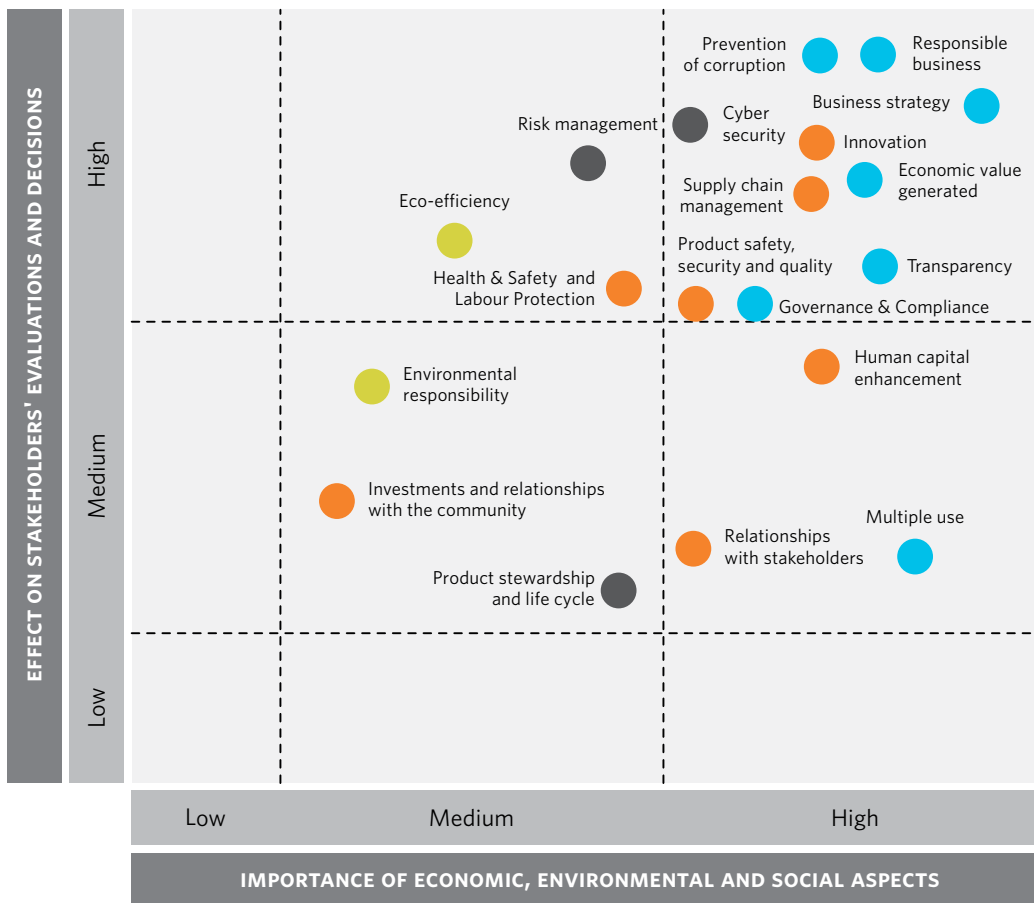 EFFECT ON STAKEHOLDERS' EVALUATIONS AND DECISIONS
High
Medium
Low
Prevention
of corruption
Responsible
business
Business strategy
Risk management
Cyber
security
Innovation
Economic value
generated
Supply chain
management
Eco-efficiency
Product safety,
security and quality
Transparency
Health & Safety and
Labour Protection
Governance & Compliance
Human capital
enhancement
Environmental
responsibility
Investments and relationships
with the community
Multiple use
Relationships
with stakeholders
Product stewardship
and life cycle
Low
Medium
High
IMPORTANCE OF ECONOMIC, ENVIRONMENTAL AND SOCIAL ASPECTS